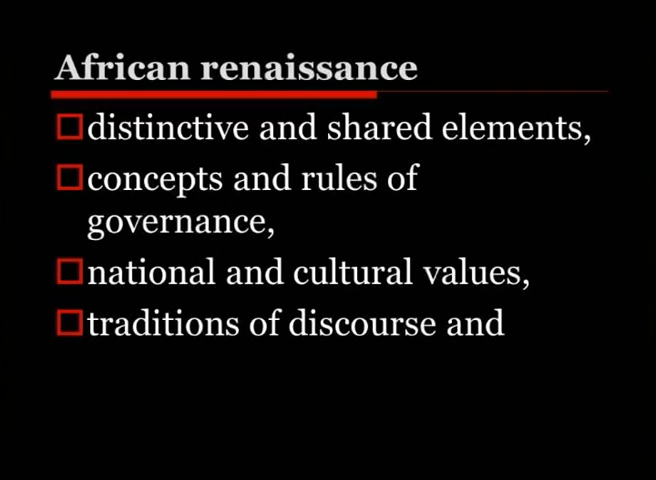 African renaissance
distinctive and shared elements,
concepts and rules of
governance,
national and cultural values,
traditions of discourse and